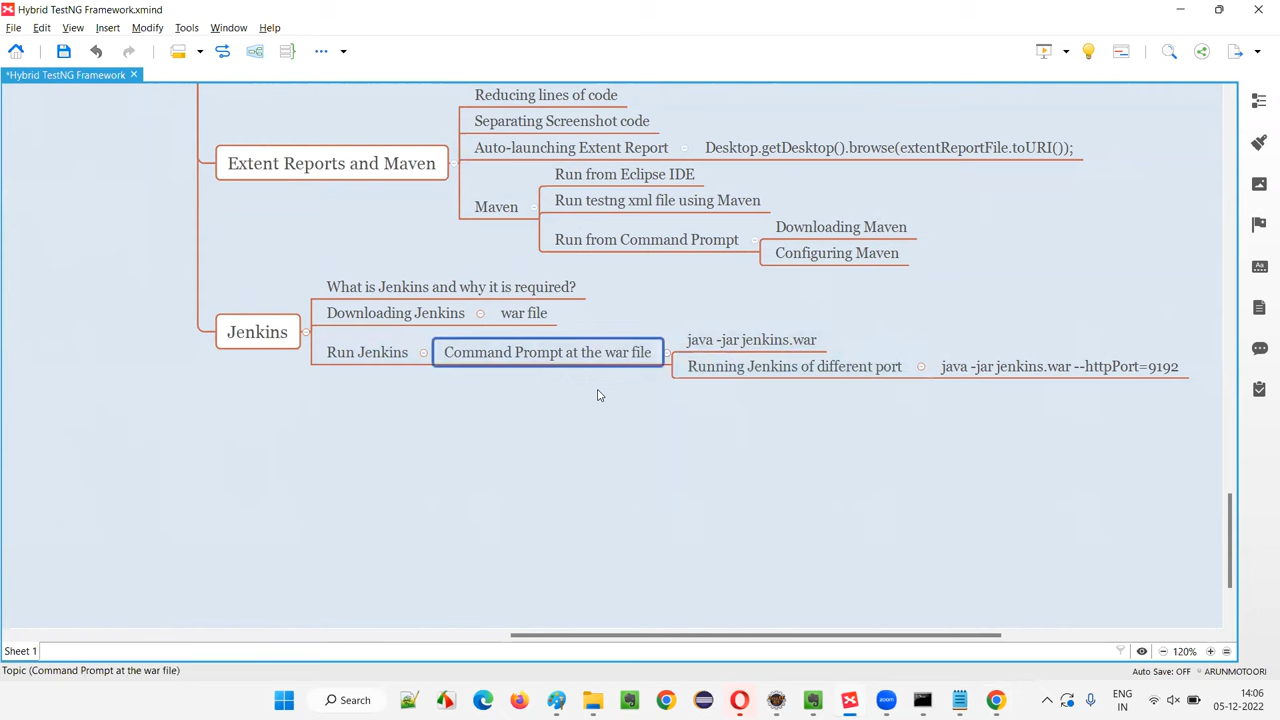 Hybrid TestNG Framework.xmind
File Edit View Insert Modify Tools Window Help
*Hybrid TestNG Framework
Reducing lines of code
Separating Screenshot code
Extent Reports and Maven
Auto-launching Extent Report
Desktop.getDesktop().browse(extentReportFile.toURI());
Run from Eclipse IDE
Maven
Run testng xml file using Maven
Run from Command Prompt
Downloading Maven
Configuring Maven
What is Jenkins and why it is required?
Jenkins
Downloading Jenkins
war file
Run Jenkins
Command Prompt at the war file
java -jar jenkins.war
Running Jenkins of different port
java -jar jenkins.war --httpPort=9192
Sheet 1
120%
Topic (Command Prompt at the war file)
Auto Save: OFF
ARUNMOTOORI
Search
zoom
ENG
IN
14:06
05-12-2022